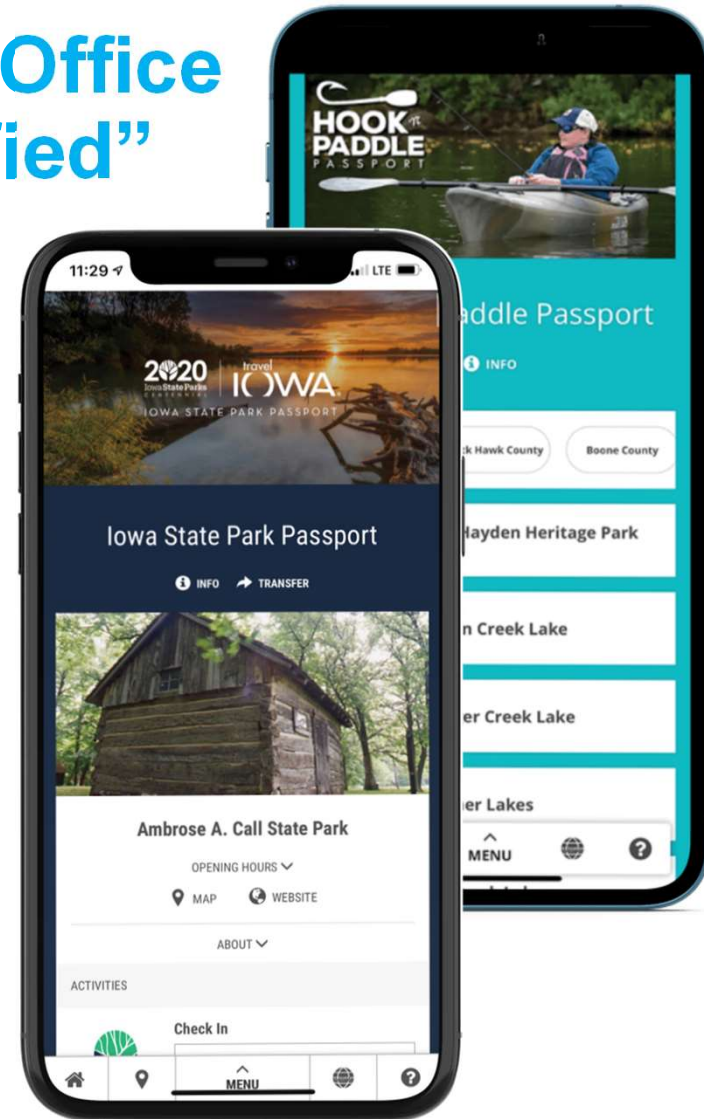 Office
ied”
HOOK
N
PADDLE
PASSPORT
addle Passport
INFO
ck Hawk County
Boone County
Hayden Heritage Park
n Creek Lake
er Creek Lake
er Lakes
MENU
11:29
LTE
2020
Iowa State Parks
CENTENNIAL
travel
IOWA.
IOWA STATE PARK PASSPORT
Iowa State Park Passport
INFO
TRANSFER
Ambrose A. Call State Park
OPENING HOURS
MAP
WEBSITE
ABOUT
ACTIVITIES
Check In
MENU